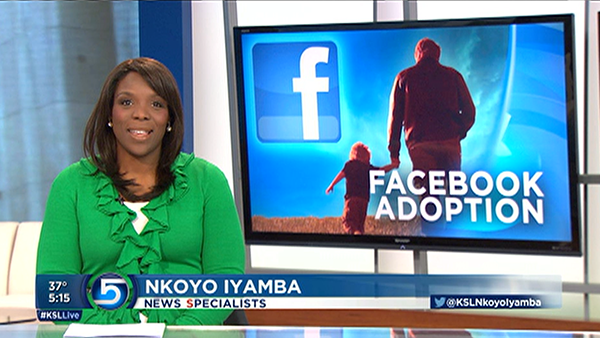 f
FACEBOOK
ADOPTION
SHARP
37°
5:15
5
NKOYO IYAMBA
NEWS SPECIALISTS
@KSLNkoyoIyamba
#KSLLive